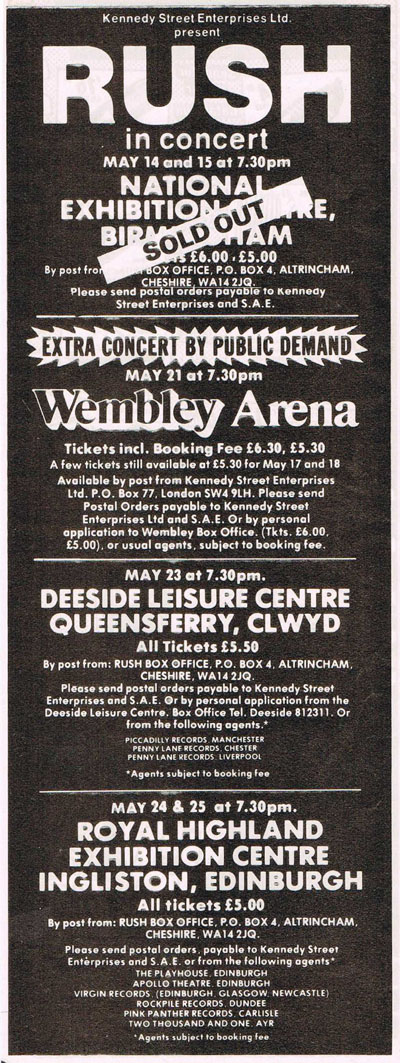 Kennedy Street Enterprises Ltd.
present
RUSH
in concert
MAY 14 and 15 at 7.30pm
NATIONAL
EXHIBITION RE,
BIR HAM
SOLD OUT
£6.00 , £5.00
By post from BOX OFFICE, P.O. BOX 4, ALTRINCHAM,
CHESHIRE, WA14 2JQ.
Please send postal orders payable to Kennedy
Street Enterprises and S.A.E.
EXTRA CONCERT BY PUBLIC DEMAND
MAY 21 at 7.30pm
Wembley Arena
Tickets incl. Booking Fee £6.30, £5.30
A few tickets still available at £5.30 for May 17 and 18
Available by post from Kennedy Street Enterprises
Ltd. P.O. Box 77, London SW4 9LH. Please send
Postal Orders payable to Kennedy Street
Enterprises Ltd and S.A.E. Or by personal
application to Wembley Box Office. (Tkts. £6.00,
£5.00), or usual agents, subject to booking fee.
MAY 23 at 7.30pm.
DEESIDE LEISURE CENTRE
QUEENSFERRY, CLWYD
All Tickets £5.50
By post from: RUSH BOX OFFICE, P.O. BOX 4, ALTRINCHAM,
CHESHIRE, WA14 2JQ.
Please send postal orders payable to Kennedy Street
Enterprises and S.A.E. Or by personal application from the
Deeside Leisure Centre. Box Office Tel. Deeside 812311. Or
from the following agents.*
PICCADILLY RECORDS, MANCHESTER
PENNY LANE RECORDS, CHESTER
PENNY LANE RECORDS, LIVERPOOL
*Agents subject to booking fee
MAY 24 & 25 at 7.30pm.
ROYAL HIGHLAND
EXHIBITION CENTRE
INGLISTON, EDINBURGH
All tickets £5.00
By post from: RUSH BOX OFFICE, P.O. BOX 4, ALTRINCHAM,
CHESHIRE, WA14 2JQ.
Please send postal orders, payable to Kennedy Street
Enterprises and S.A.E. or from the following agents*
THE PLAYHOUSE, EDINBURGH
APOLLO THEATRE, EDINBURGH
VIRGIN RECORDS, (EDINBURGH, GLASGOW, NEWCASTLE)
ROCKPILE RECORDS, DUNDEE
PINK PANTHER RECORDS, CARLISLE
TWO THOUSAND AND ONE, AYR
*Agents subject to booking fee